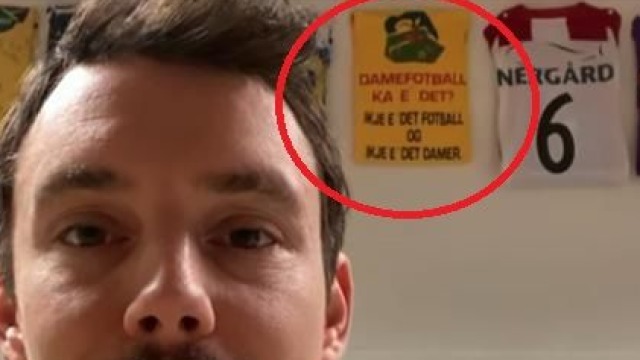 DAMEFOTBALL
KA E DET?
IKJE E' DET FOTBALL
OG
IKJE E' DET DAMER
NERGÅRD
6